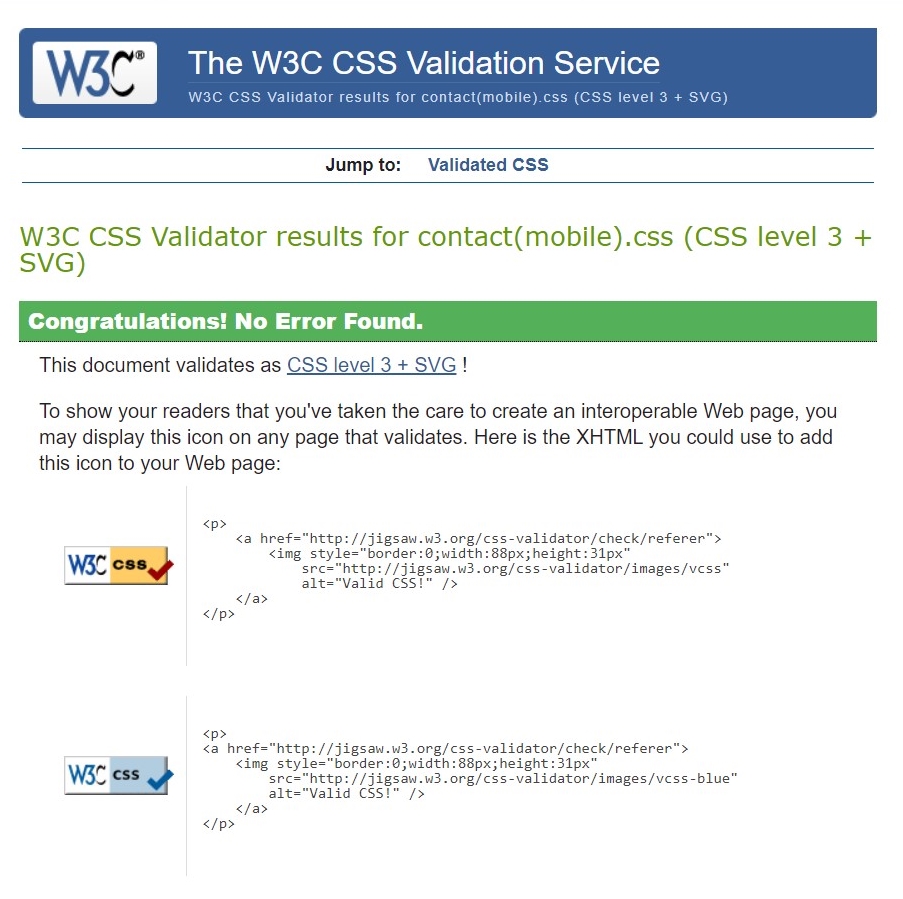 W3C®
The W3C CSS Validation Service
W3C CSS Validator results for contact(mobile).css (CSS level 3 + SVG)
Jump to: Validated CSS
W3C CSS Validator results for contact(mobile).css (CSS level 3 +
SVG)
Congratulations! No Error Found.
This document validates as CSS level 3 + SVG !
To show your readers that you've taken the care to create an interoperable Web page, you
may display this icon on any page that validates. Here is the XHTML you could use to add
this icon to your Web page:
W3C css
<p>
<a href="http://jigsaw.w3.org/css-validator/check/referer">
<img style="border:0;width:88px;height:31px"
src="http://jigsaw.w3.org/css-validator/images/vcss"
alt="Valid CSS!" />
</a>
</p>
W3C css
<p>
<a href="http://jigsaw.w3.org/css-validator/check/referer">
<img style="border:0;width:88px;height:31px"
src="http://jigsaw.w3.org/css-validator/images/vcss-blue"
alt="Valid CSS!" />
</a>
</p>